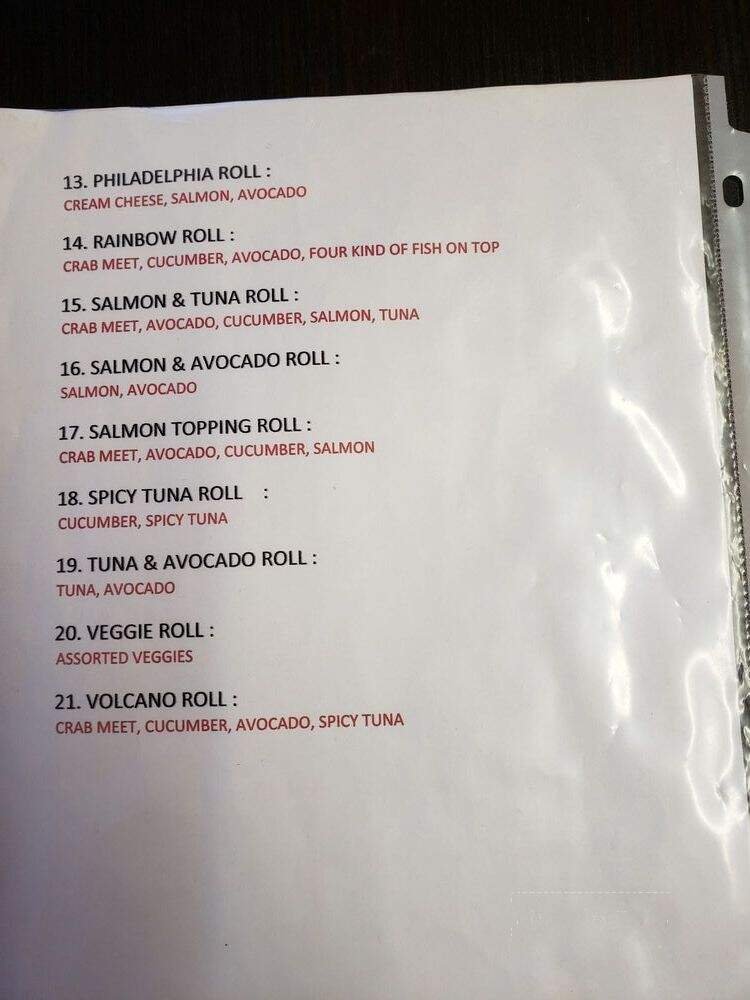 13. PHILADELPHIA ROLL :
CREAM CHEESE, SALMON, AVOCADO
14. RAINBOW ROLL :
CRAB MEET, CUCUMBER, AVOCADO, FOUR KIND OF FISH ON TOP
15. SALMON & TUNA ROLL :
CRAB MEET, AVOCADO, CUCUMBER, SALMON, TUNA
16. SALMON & AVOCADO ROLL :
SALMON, AVOCADO
17. SALMON TOPPING ROLL :
CRAB MEET, AVOCADO, CUCUMBER, SALMON
18. SPICY TUNA ROLL :
CUCUMBER, SPICY TUNA
19. TUNA & AVOCADO ROLL :
TUNA, AVOCADO
20. VEGGIE ROLL :
ASSORTED VEGGIES
21. VOLCANO ROLL :
CRAB MEET, CUCUMBER, AVOCADO, SPICY TUNA